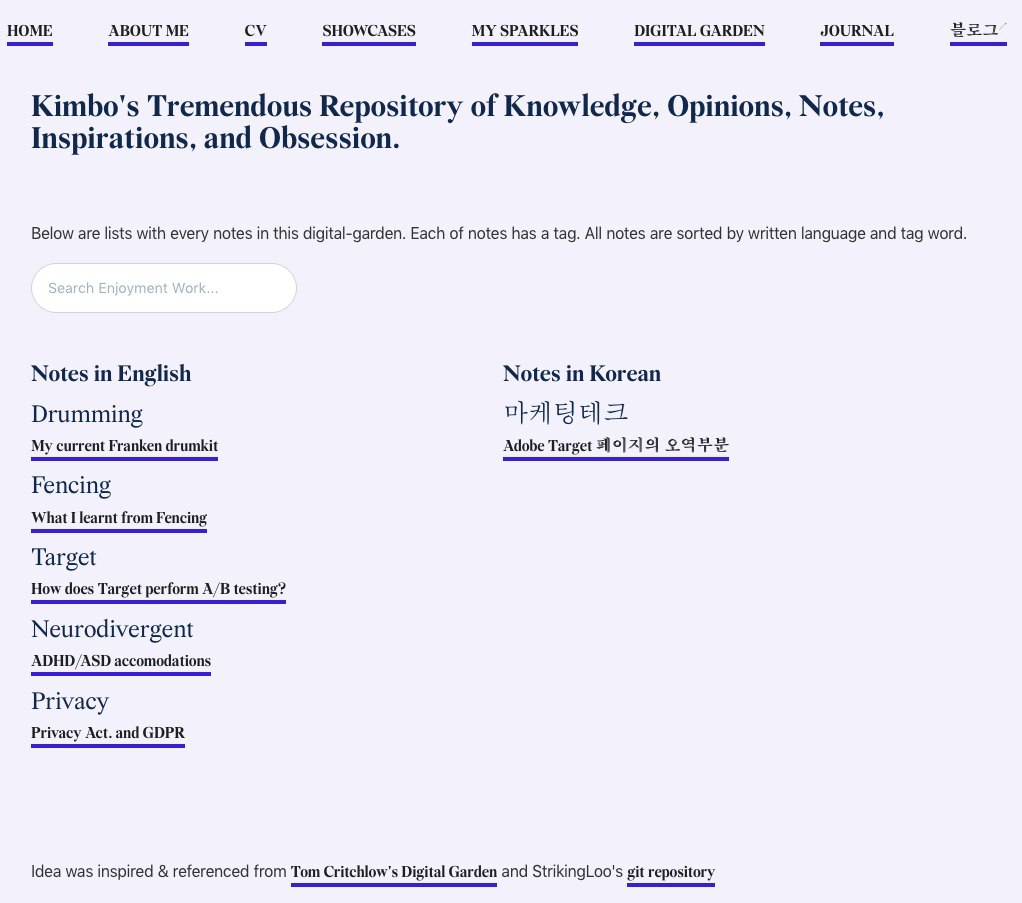 HOME ABOUT ME CV SHOWCASES MY SPARKLES DIGITAL GARDEN JOURNAL 블로그
Kimbo's Tremendous Repository of Knowledge, Opinions, Notes,
Inspirations, and Obsession.
Below are lists with every notes in this digital-garden. Each of notes has a tag. All notes are sorted by written language and tag word.
Search Enjoyment Work...
Notes in English
Drumming
My current Franken drumkit
Fencing
What I learnt from Fencing
Target
How does Target perform A/B testing?
Neurodivergent
ADHD/ASD accomodations
Privacy
Privacy Act. and GDPR
Notes in Korean
마케팅테크
Adobe Target 페이지의 오역부분
Idea was inspired & referenced from Tom Critchlow's Digital Garden and StrikingLoo's git repository